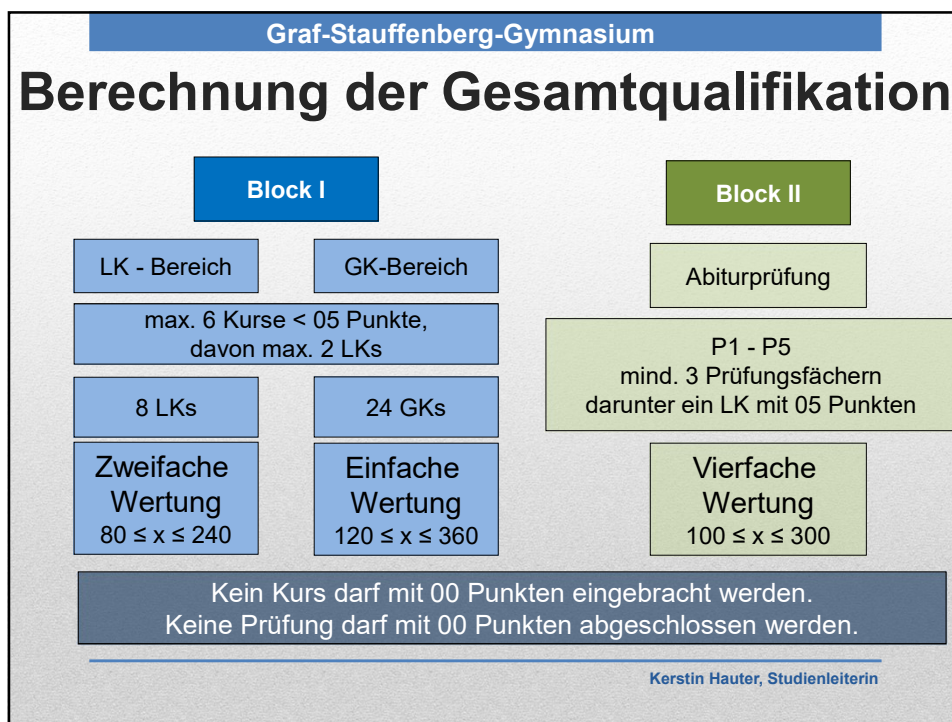 Graf-Stauffenberg-Gymnasium
Berechnung der Gesamtqualifikation
Block I
LK - Bereich
GK-Bereich
max. 6 Kurse < 05 Punkte,
davon max. 2 LKs
8 LKs
24 GKs
Zweifache
Wertung
80 ≤ x ≤ 240
Einfache
Wertung
120 ≤ x ≤ 360
Block II
Abiturprüfung
P1 - P5
mind. 3 Prüfungsfächern
darunter ein LK mit 05 Punkten
Vierfache
Wertung
100 ≤ x ≤ 300
Kein Kurs darf mit 00 Punkten eingebracht werden.
Keine Prüfung darf mit 00 Punkten abgeschlossen werden.
Kerstin Hauter, Studienleiterin